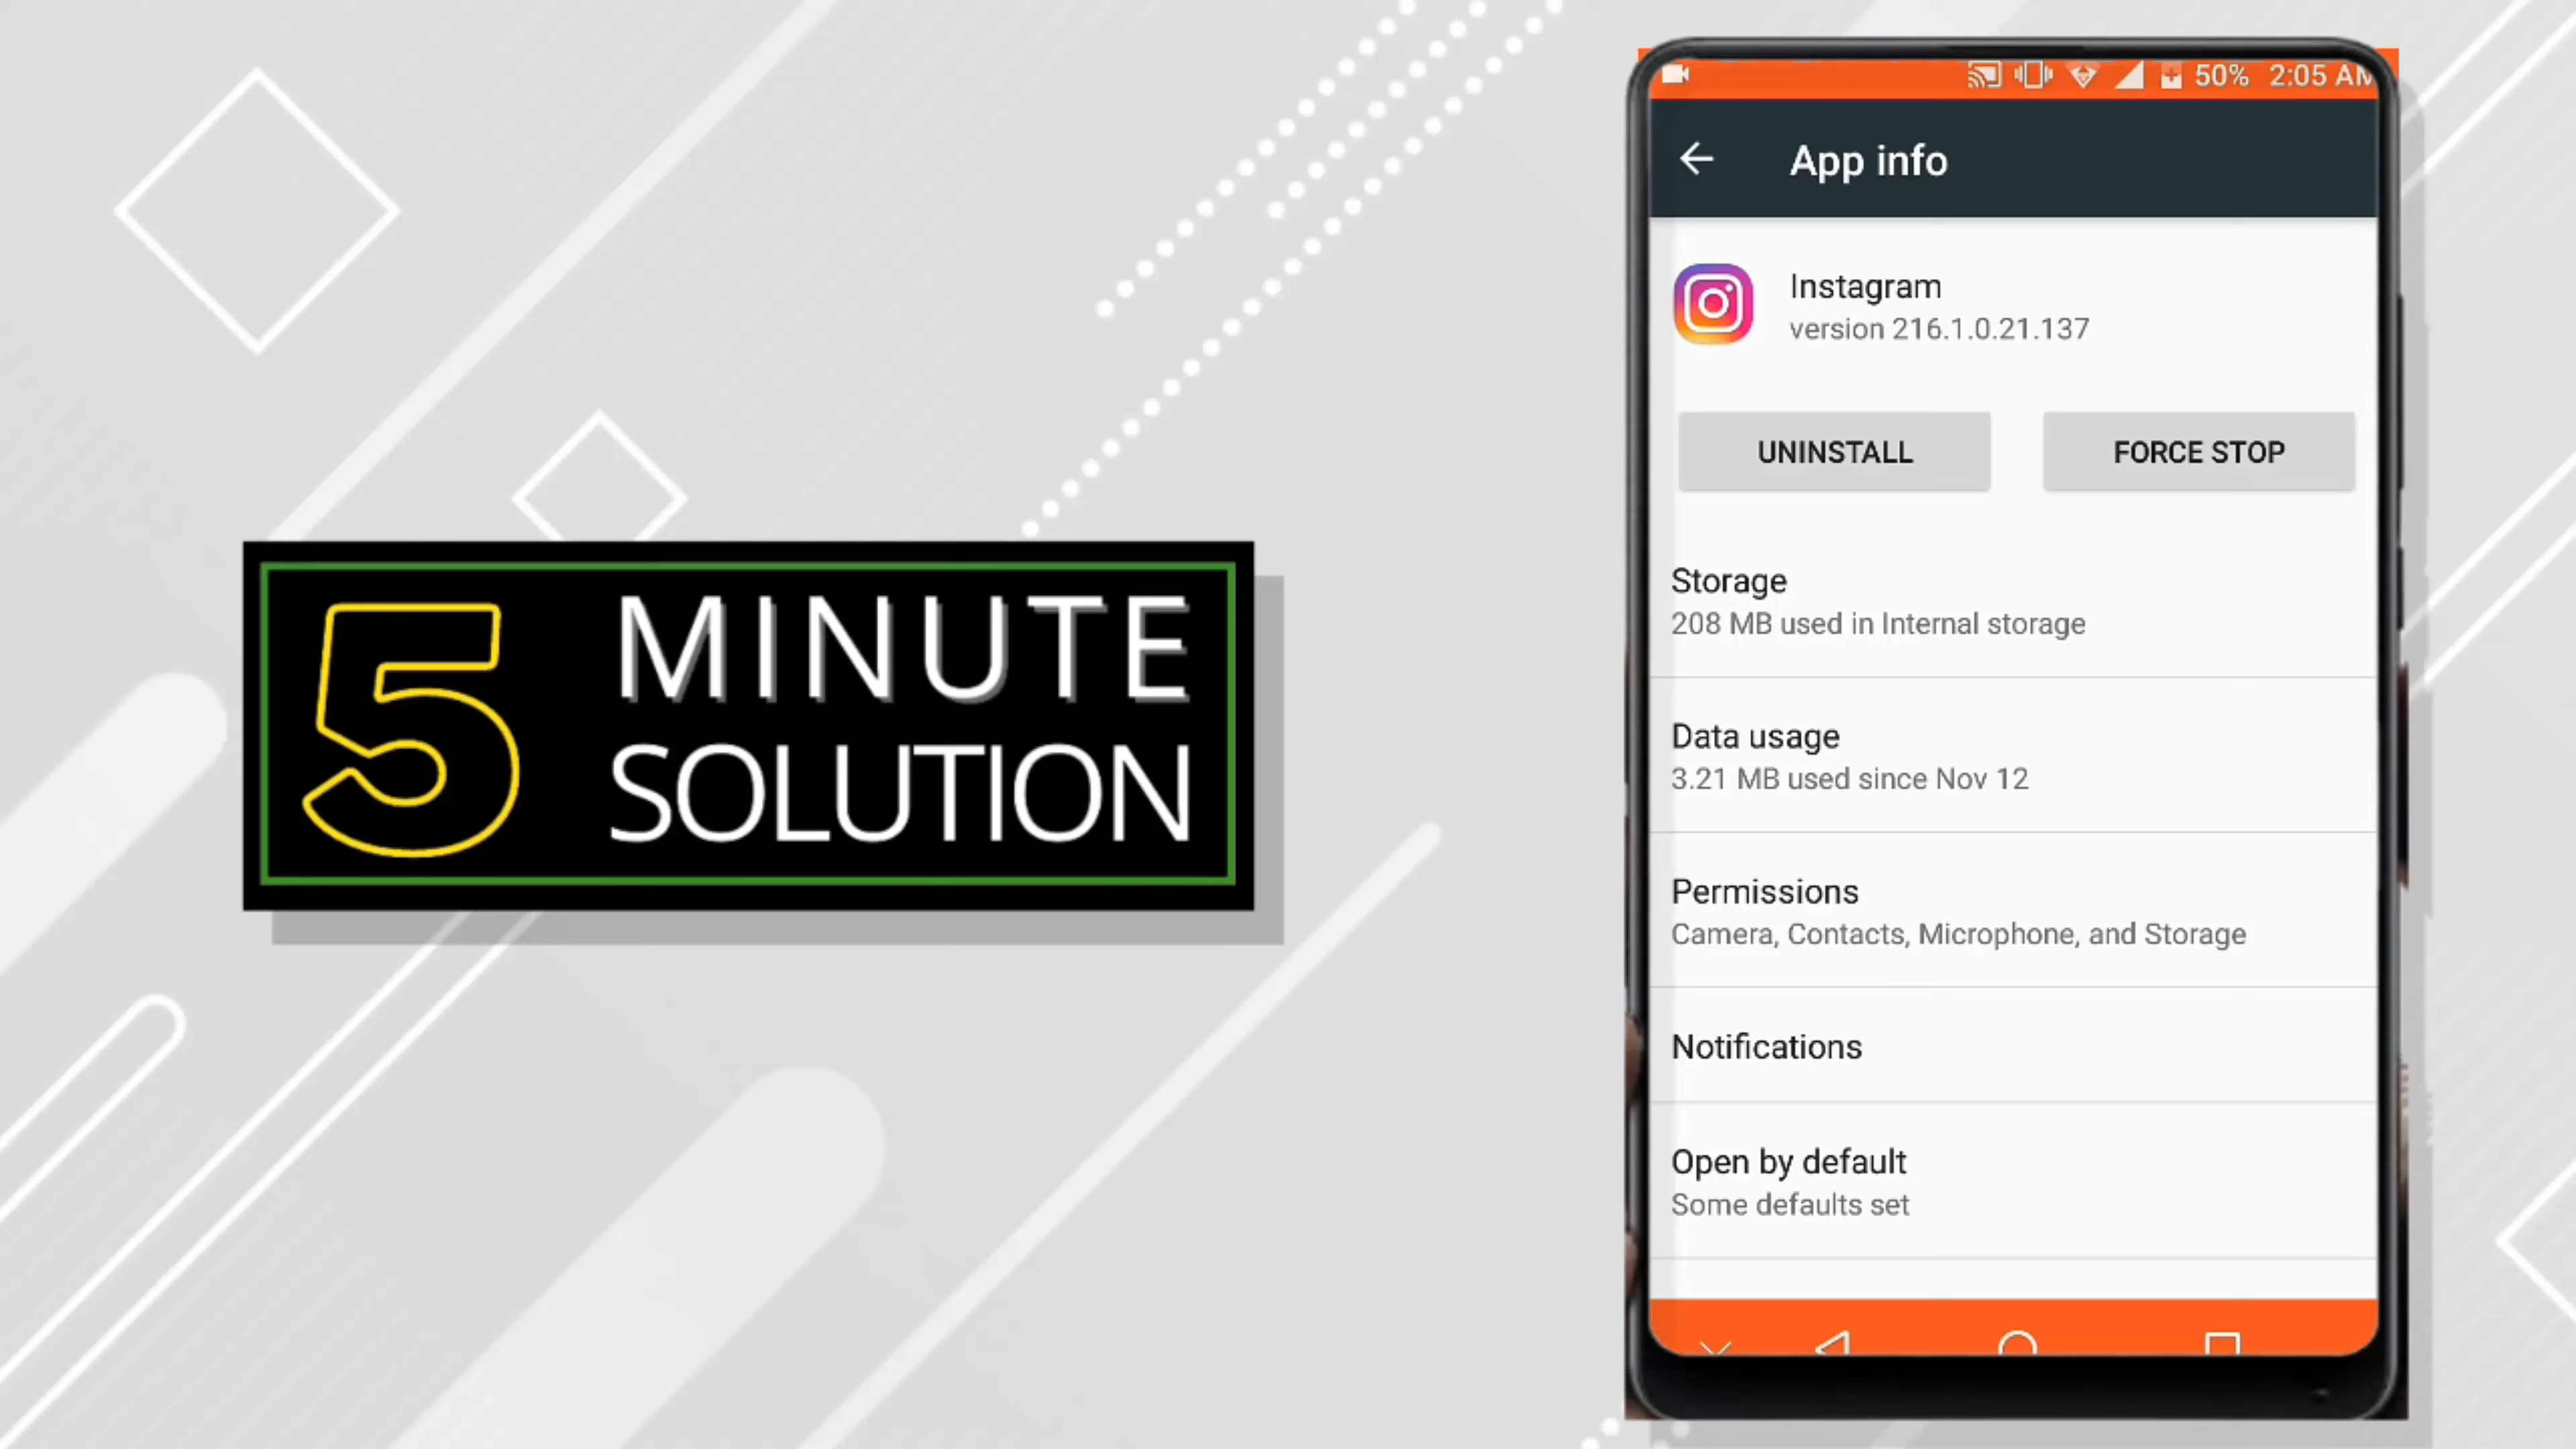 5 MINUTE
SOLUTION
50% 2:05 AM
App info
Instagram
version 216.1.0.21.137
UNINSTALL
FORCE STOP
Storage
208 MB used in Internal storage
Data usage
3.21 MB used since Nov 12
Permissions
Camera, Contacts, Microphone, and Storage
Notifications
Open by default
Some defaults set